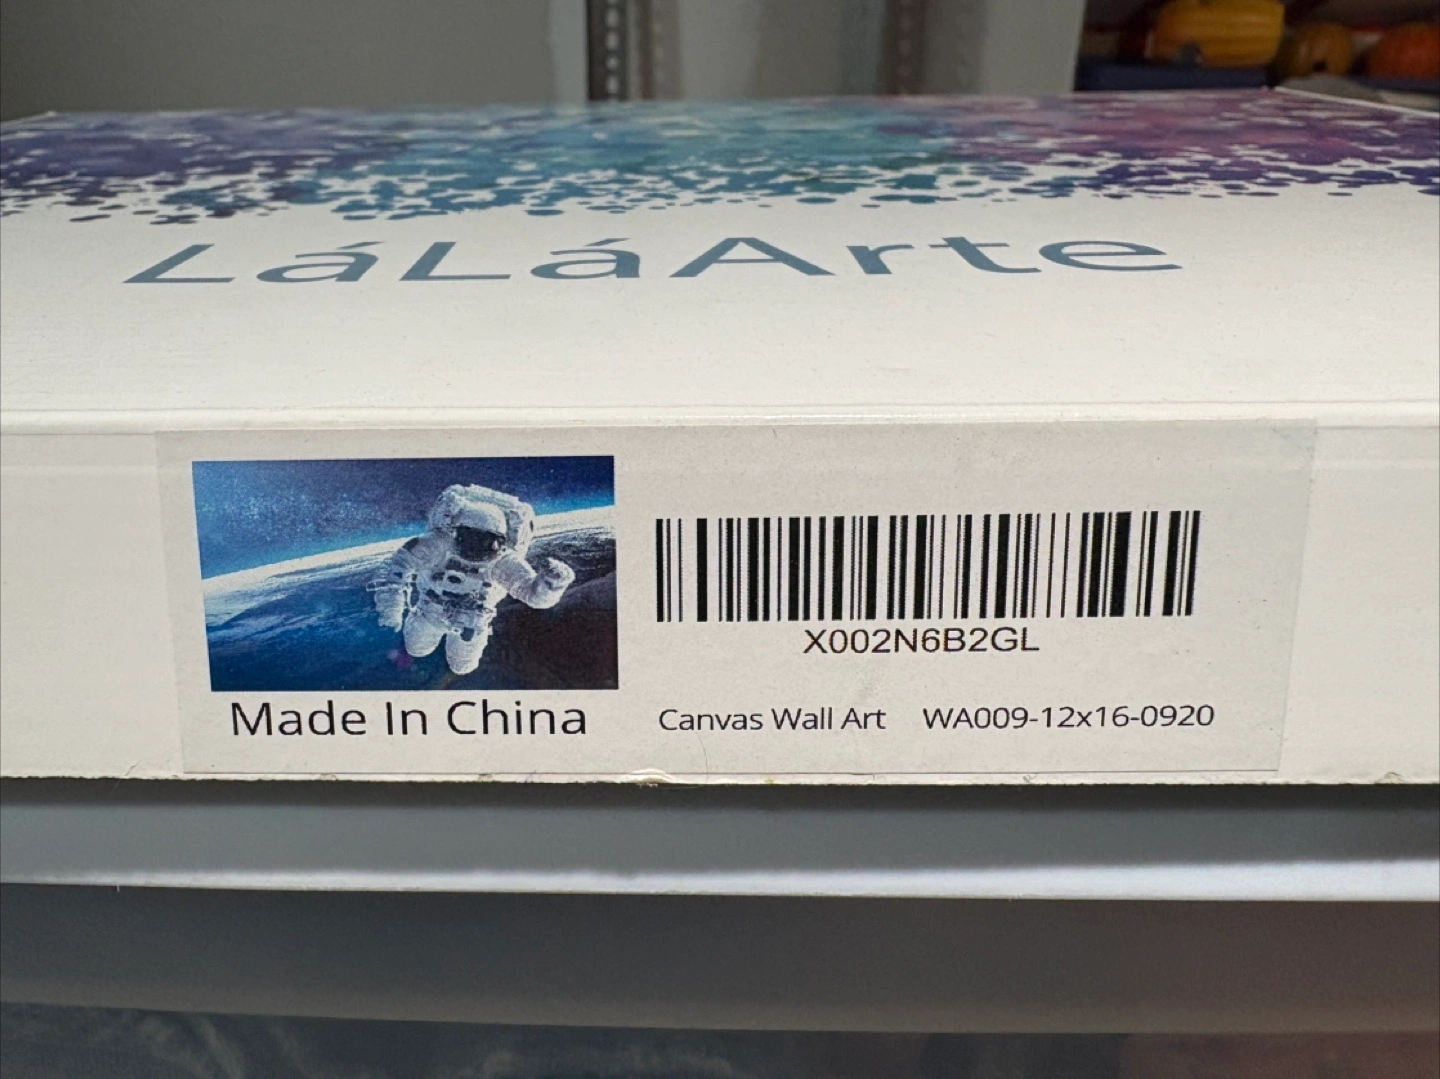 LáLáArte
X002N6B2GL
Made In China
Canvas Wall Art WA009-12x16-0920